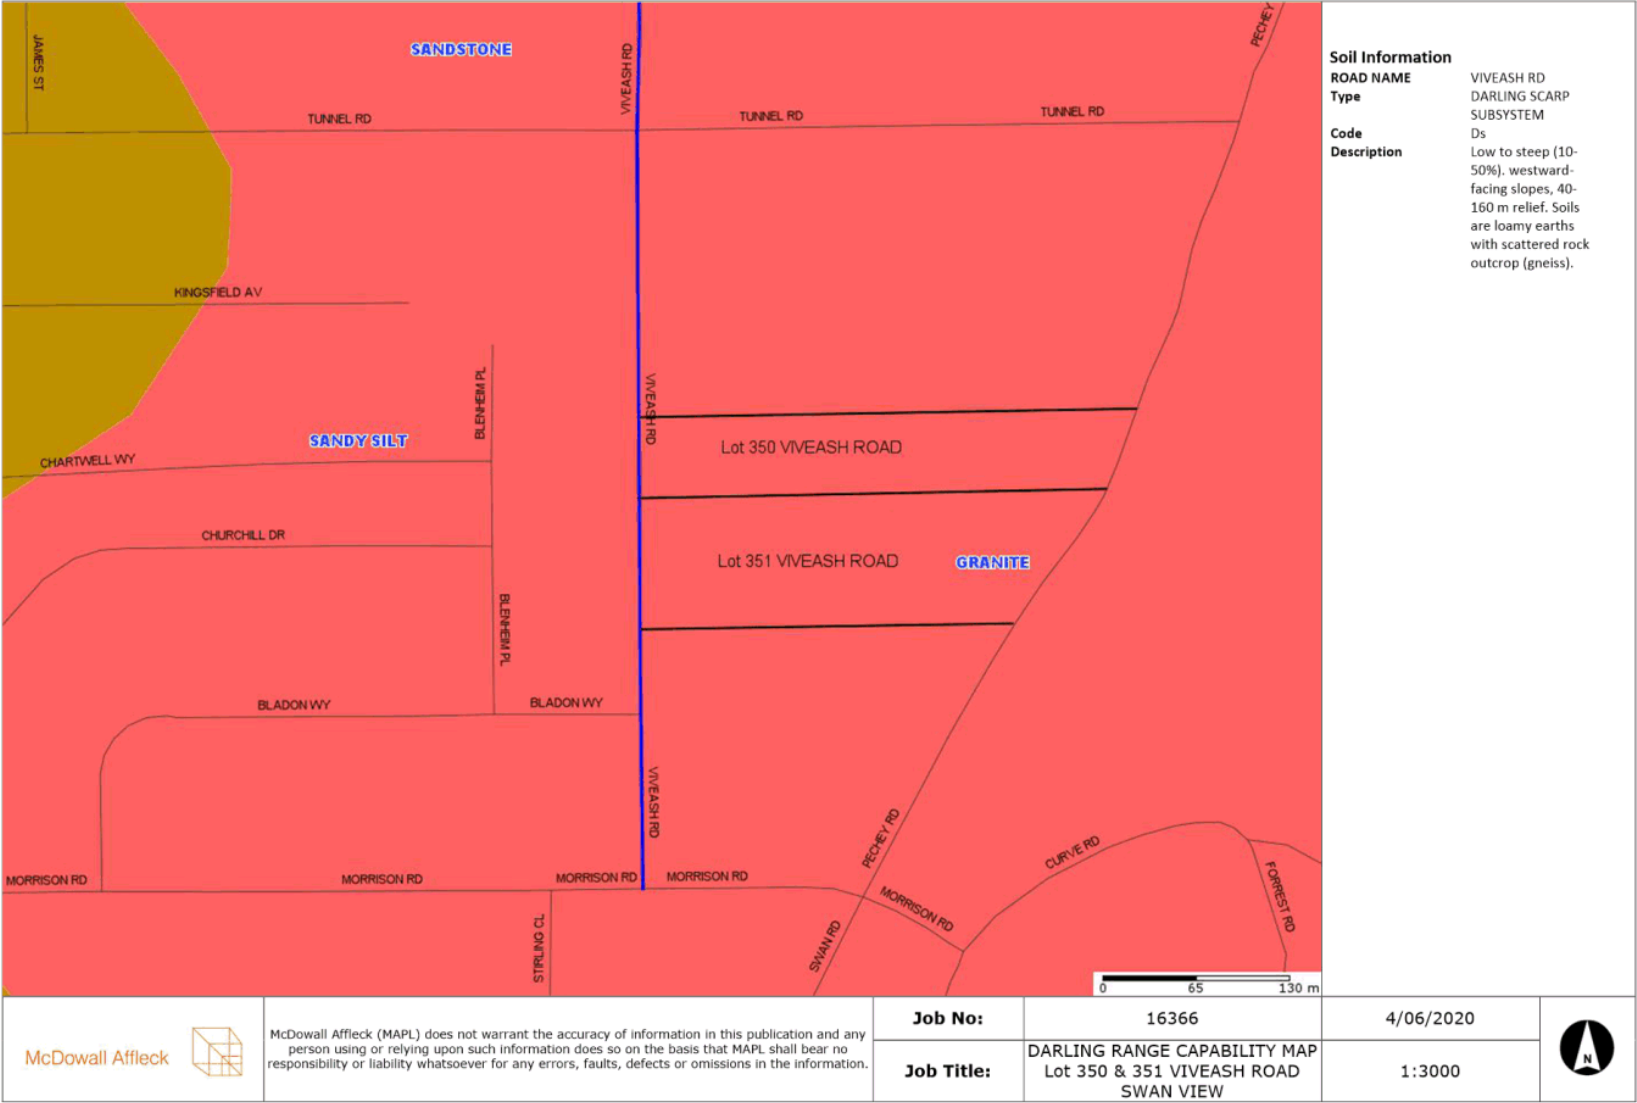 JAMES ST
SANDSTONE
VIVEASH RD
PECHEY
TUNNEL RD
TUNNEL RD
TUNNEL RD
KINGSFIELD AV
BLENHEIM PL
VIVEASH RD
SANDY SILT
CHARTWELL WY
Lot 350 VIVEASH ROAD
CHURCHILL DR
Lot 351 VIVEASH ROAD
GRANITE
BLENHEIM PL
BLADON WY
BLADON WY
VIVEASH RD
PECHEY RD
CURVE RD
MORRISON RD
MORRISON RD
MORRISON RD
MORRISON RD
MORRISON RD
FORREST RD
STIRLING CL
SWAN RD
0 65 130 m
Soil Information
ROAD NAME VIVEASH RD
Type DARLING SCARP
SUBSYSTEM
Code Ds
Description Low to steep (10-
50%). westward-
facing slopes, 40-
160 m relief. Soils
are loamy earths
with scattered rock
outcrop (gneiss).
McDowall Affleck
McDowall Affleck (MAPL) does not warrant the accuracy of information in this publication and any
person using or relying upon such information does so on the basis that MAPL shall bear no
responsibility or liability whatsoever for any errors, faults, defects or omissions in the information.
Job No: 16366 4/06/2020
Job Title: DARLING RANGE CAPABILITY MAP
Lot 350 & 351 VIVEASH ROAD
SWAN VIEW
1:3000
N